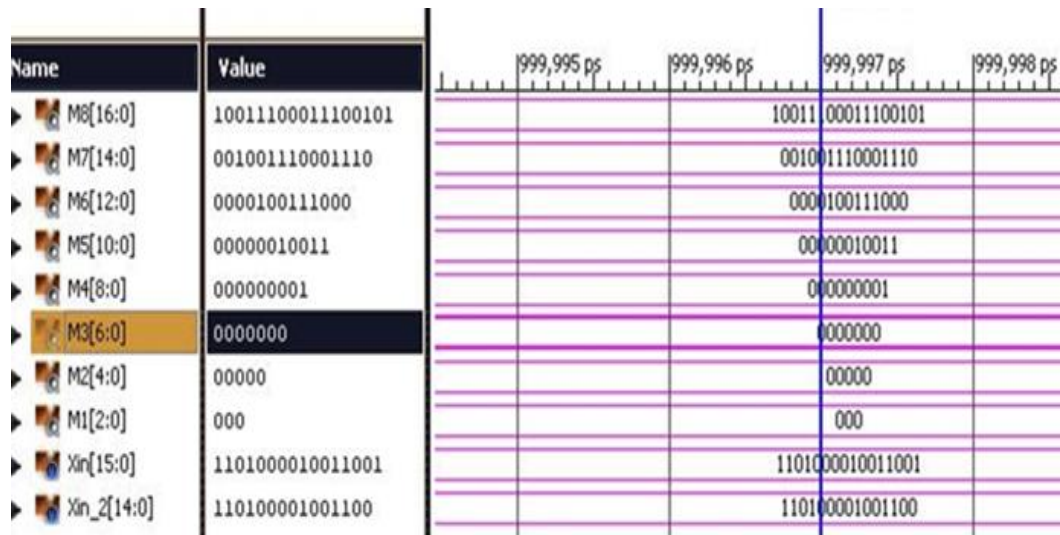 Name Value 999,995 ps 999,996 ps 999,997 ps 999,998 ps
M8[16:0] 10011100011100101 10011100011100101
M7[14:0] 001001110001110 001001110001110
M6[12:0] 0000100111000 0000100111000
M5[10:0] 00000010011 00000010011
M4[8:0] 000000001 000000001
M3[6:0] 0000000 0000000
M2[4:0] 00000 00000
M1[2:0] 000 000
Xin[15:0] 1101000010011001 1101000010011001
Xin_2[14:0] 110100001001100 110100001001100